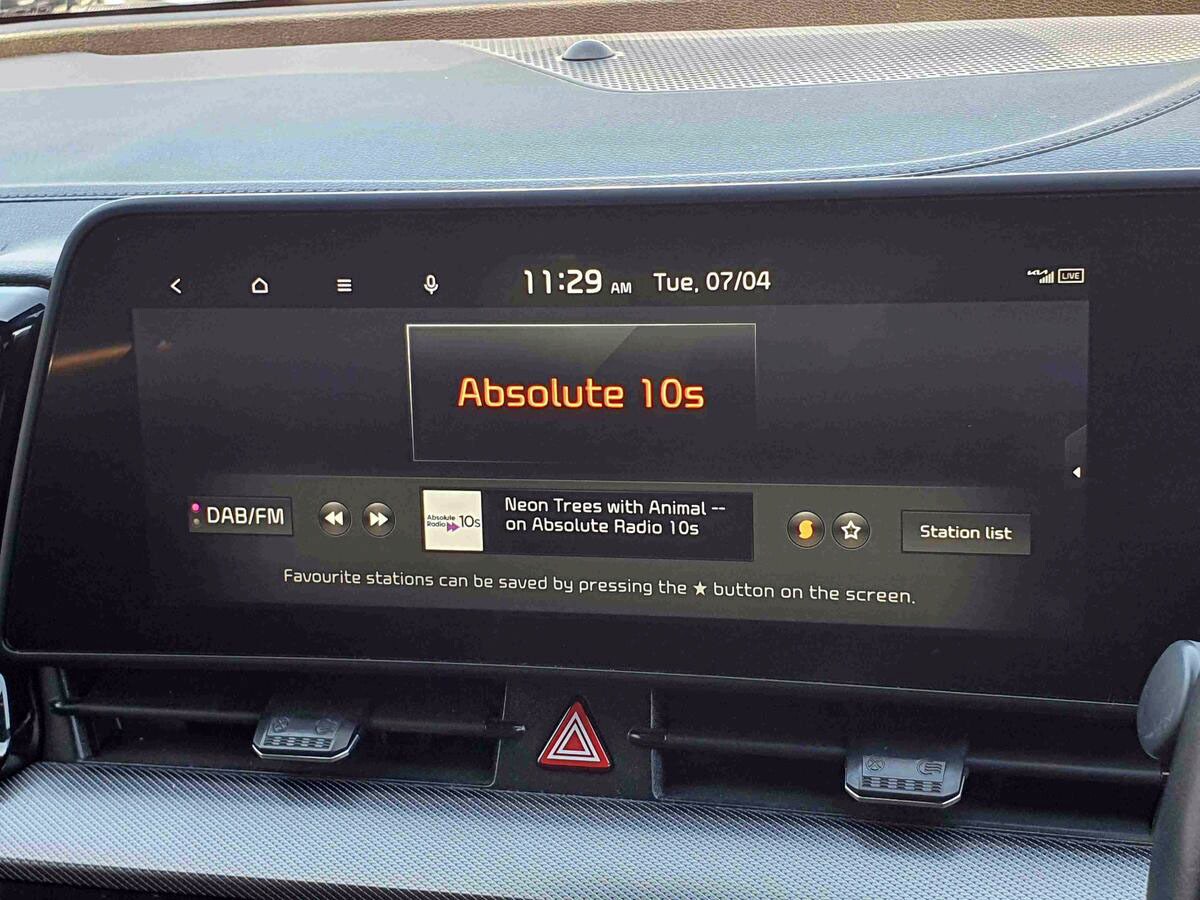 11:29 AM Tue, 07/04
KIA LIVE
Absolute 10s
DAB/FM
Absolute
Radio 10s
Neon Trees with Animal --
on Absolute Radio 10s
Station list
Favourite stations can be saved by pressing the ★ button on the screen.